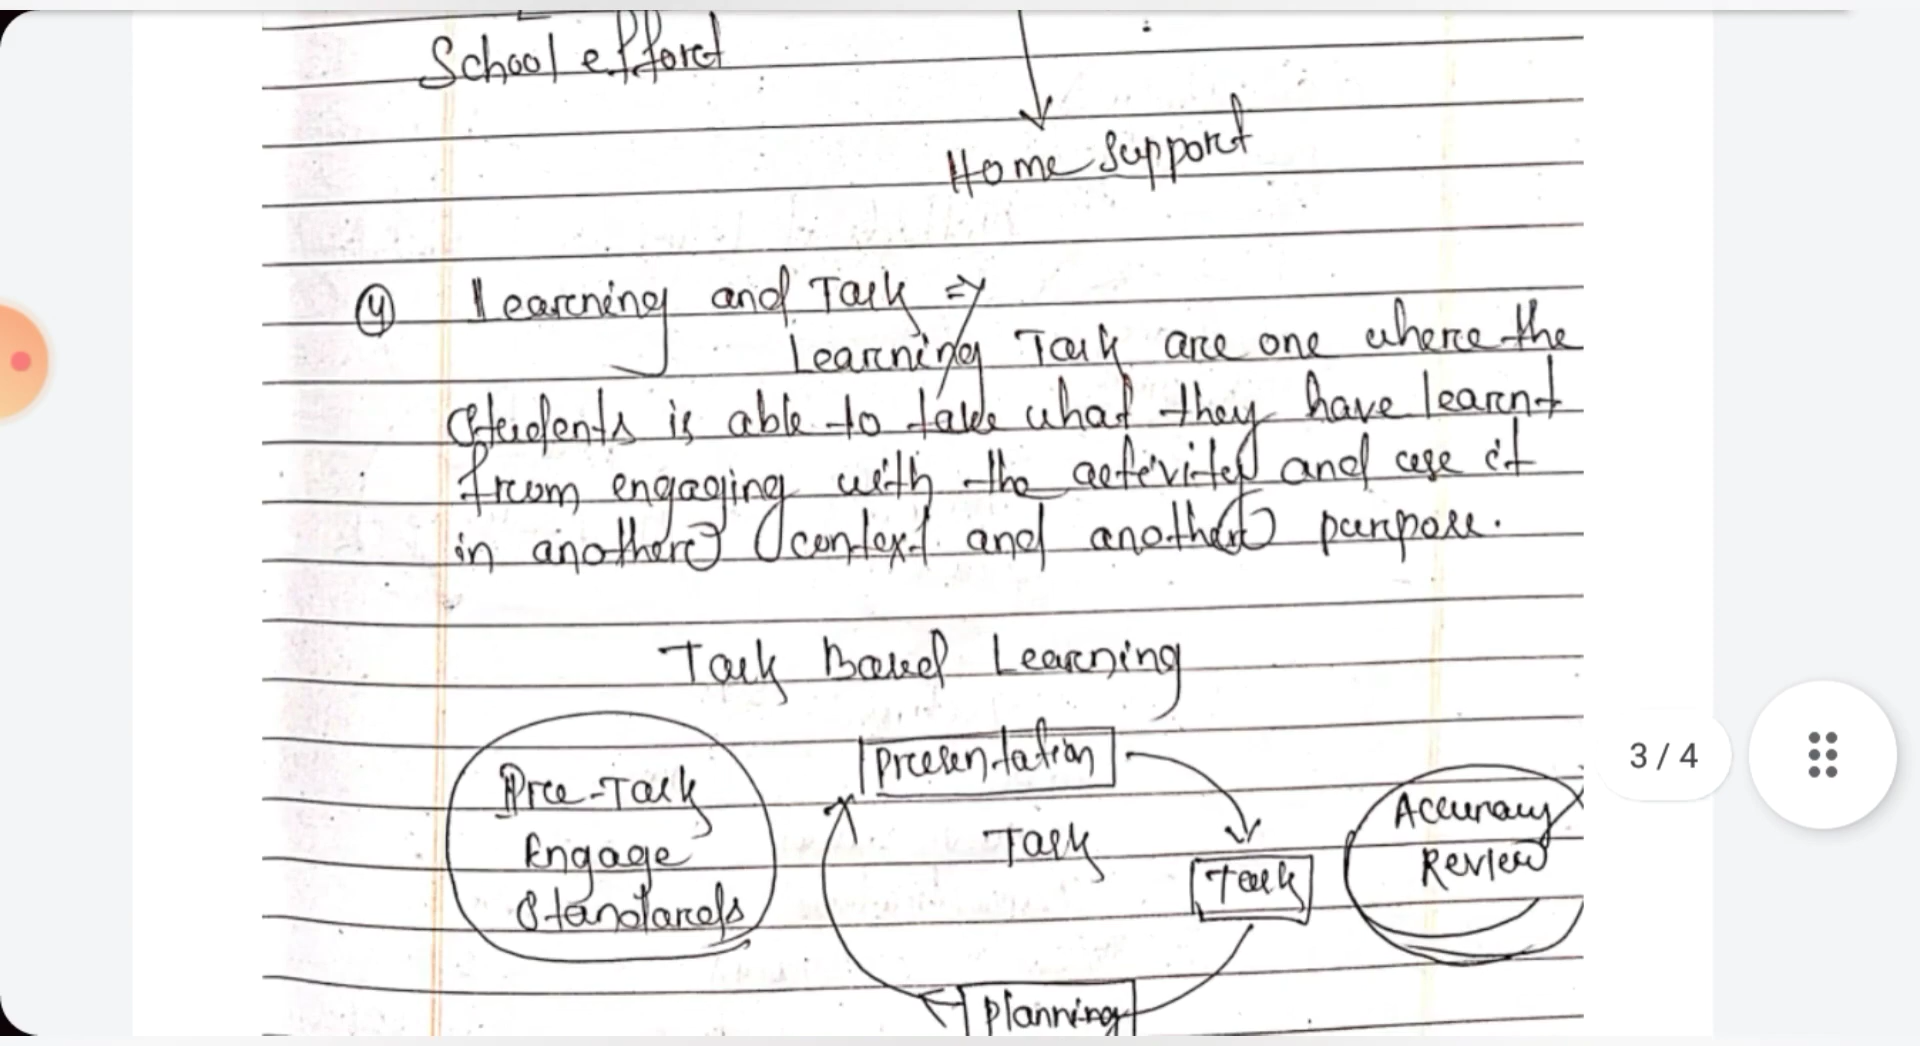 School effort
Home Support
④ Learning and Task ⇒
Learning Task are one where the
students is able to take what they have learnt
from engaging with the activity and use it
in another context and another purpose.
Task Based Learning
Presentation
Pre-Task
Engage
Standards
Task
Task
Accuracy
Review
Planning
3 / 4